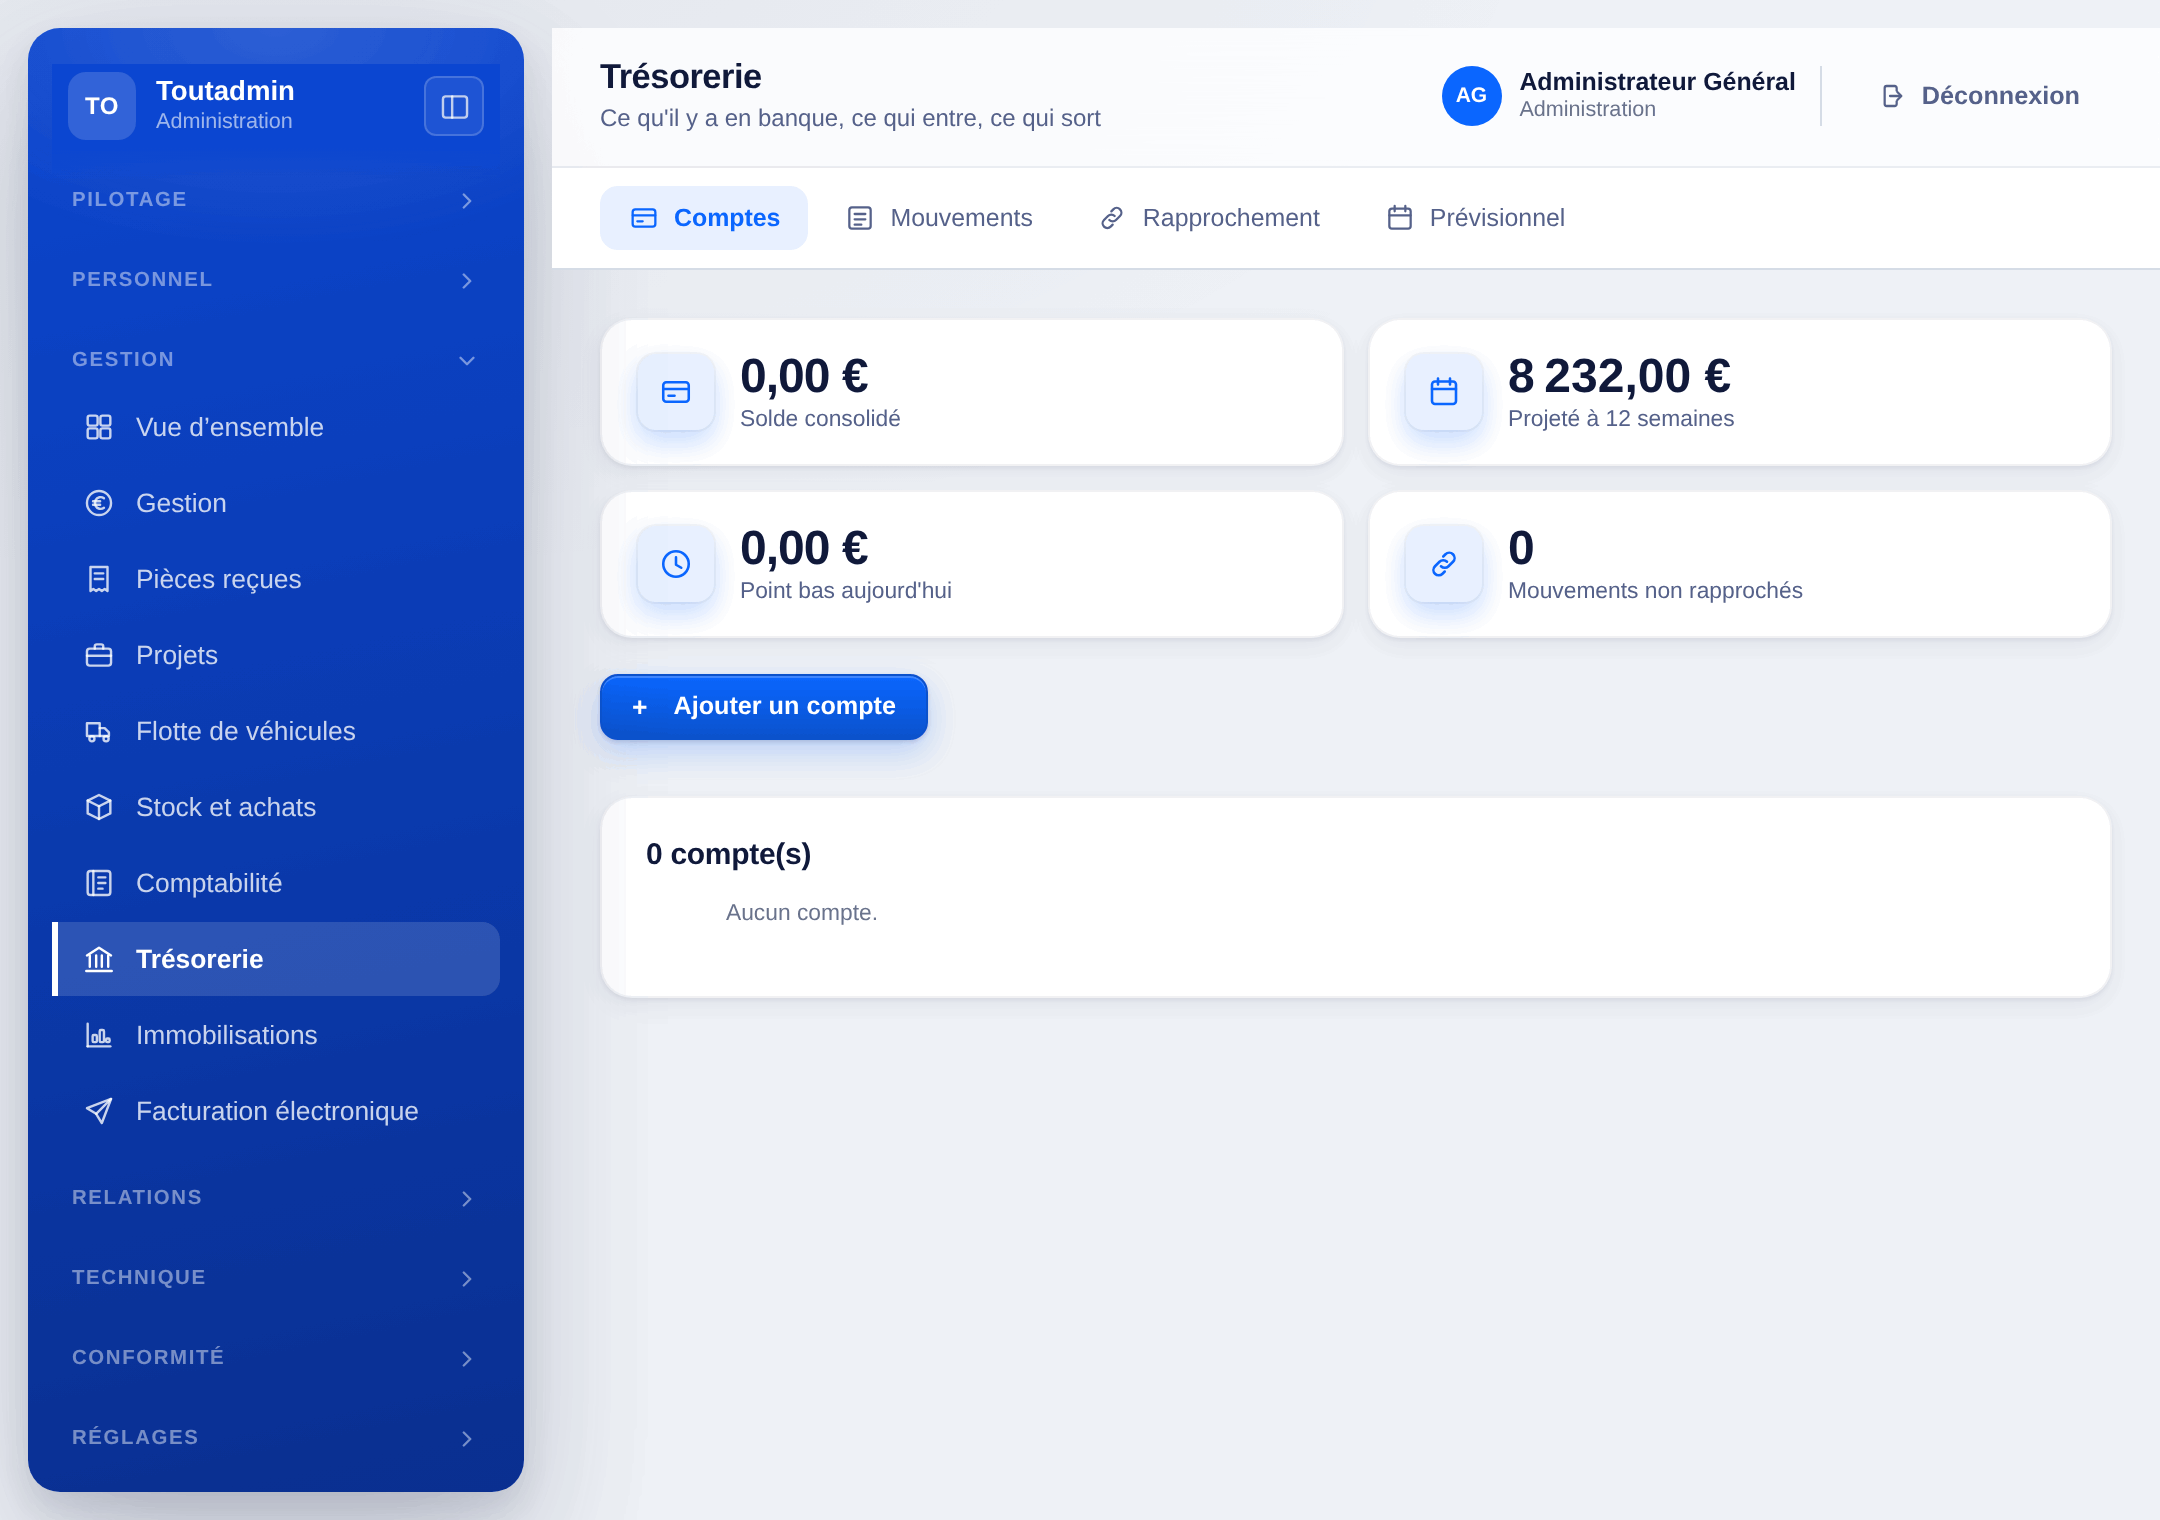 TO
Toutadmin
Administration
PILOTAGE
PERSONNEL
GESTION
Vue d’ensemble
Gestion
Pièces reçues
Projets
Flotte de véhicules
Stock et achats
Comptabilité
Trésorerie
Immobilisations
Facturation électronique
RELATIONS
TECHNIQUE
CONFORMITÉ
RÉGLAGES
Trésorerie
Ce qu'il y a en banque, ce qui entre, ce qui sort
AG
Administrateur Général
Administration
Déconnexion
Comptes
Mouvements
Rapprochement
Prévisionnel
0,00 €
Solde consolidé
8 232,00 €
Projeté à 12 semaines
0,00 €
Point bas aujourd'hui
0
Mouvements non rapprochés
+ Ajouter un compte
0 compte(s)
Aucun compte.